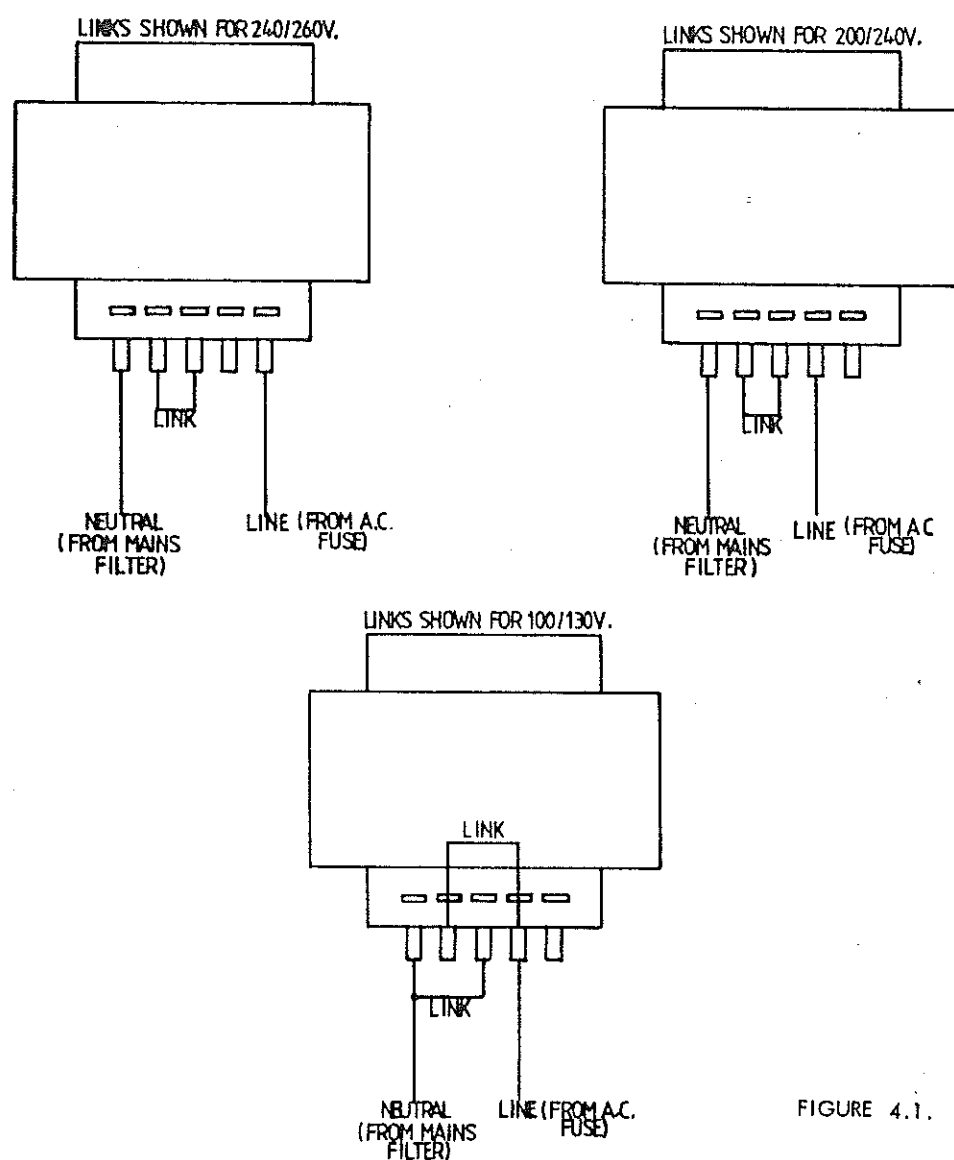 LINKS SHOWN FOR 240/260V.
LINK
NEUTRAL
(FROM MAINS
FILTER)
LINE (FROM A.C.
FUSE)
LINKS SHOWN FOR 200/240V.
LINK
NEUTRAL
(FROM MAINS
FILTER)
LINE (FROM A C
FUSE)
LINKS SHOWN FOR 100/130V.
LINK
LINK
NEUTRAL
(FROM MAINS
FILTER)
LINE (FROM A.C.
FUSE)
FIGURE 4.1.